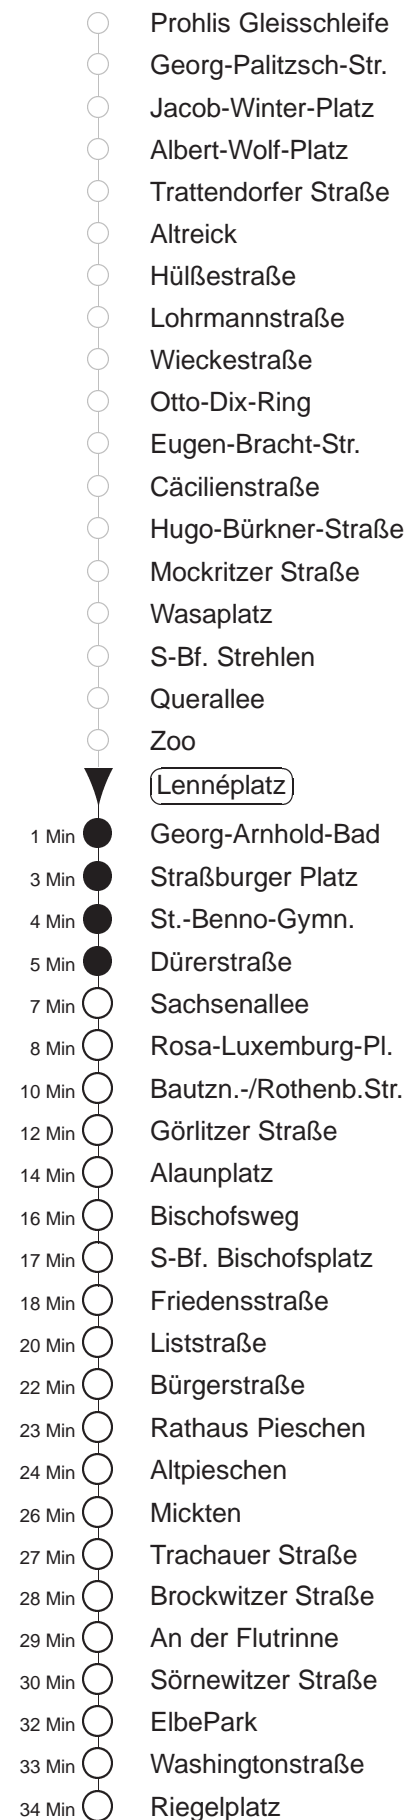 Prohlis Gleisschleife
Georg-Palitzsch-Str.
Jacob-Winter-Platz
Albert-Wolf-Platz
Trattendorfer Straße
Altreick
Hülßestraße
Lohrmannstraße
Wieckestraße
Otto-Dix-Ring
Eugen-Bracht-Str.
Cäcilienstraße
Hugo-Bürkner-Straße
Mockritzer Straße
Wasaplatz
S-Bf. Strehlen
Querallee
Zoo
Lennéplatz
1 Min Georg-Arnhold-Bad
3 Min Straßburger Platz
4 Min St.-Benno-Gymn.
5 Min Dürerstraße
7 Min Sachsenallee
8 Min Rosa-Luxemburg-Pl.
10 Min Bautzn.-/Rothenb.Str.
12 Min Görlitzer Straße
14 Min Alaunplatz
16 Min Bischofsweg
17 Min S-Bf. Bischofsplatz
18 Min Friedensstraße
20 Min Liststraße
22 Min Bürgerstraße
23 Min Rathaus Pieschen
24 Min Altpieschen
26 Min Mickten
27 Min Trachauer Straße
28 Min Brockwitzer Straße
29 Min An der Flutrinne
30 Min Sörnewitzer Straße
32 Min ElbePark
33 Min Washingtonstraße
34 Min Riegelplatz